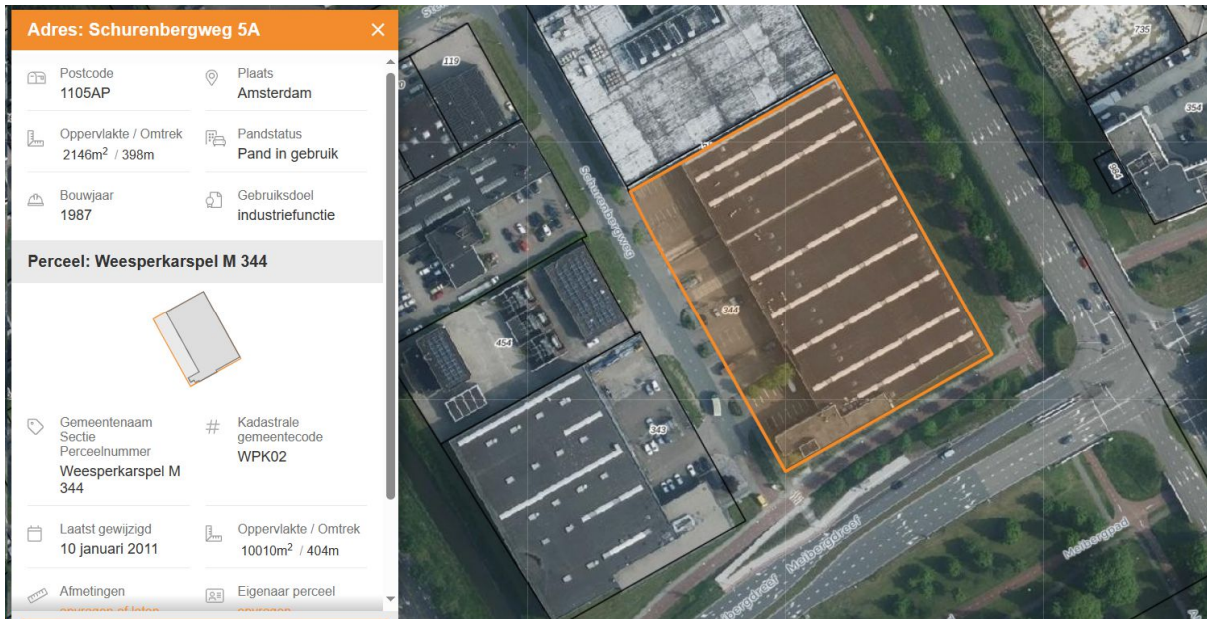 Adres: Schurenbergweg 5A
Postcode
1105AP
Plaats
Amsterdam
Oppervlakte / Omtrek
2146m² / 398m
Pandstatus
Pand in gebruik
Bouwjaar
1987
Gebruiksdoel
industriefunctie
Perceel: Weesperkarspel M 344
Gemeentenaam
Sectie
Perceelnummer
Weesperkarspel M
344
Kadastrale
gemeentecode
WPK02
Laatst gewijzigd
10 januari 2011
Oppervlakte / Omtrek
10010m² / 404m
Afmetingen
Eigenaar perceel
119
735
354
984
Schurenbergweg
344
454
343
Meibergdreef
Meibergpad